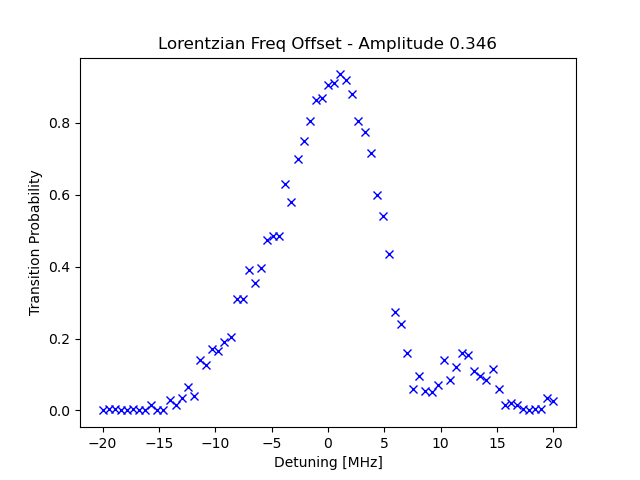 Lorentzian Freq Offset - Amplitude 0.346
Transition Probability
0.8
0.6
0.4
0.2
0.0
−20 −15 −10 −5 0 5 10 15 20
Detuning [MHz]